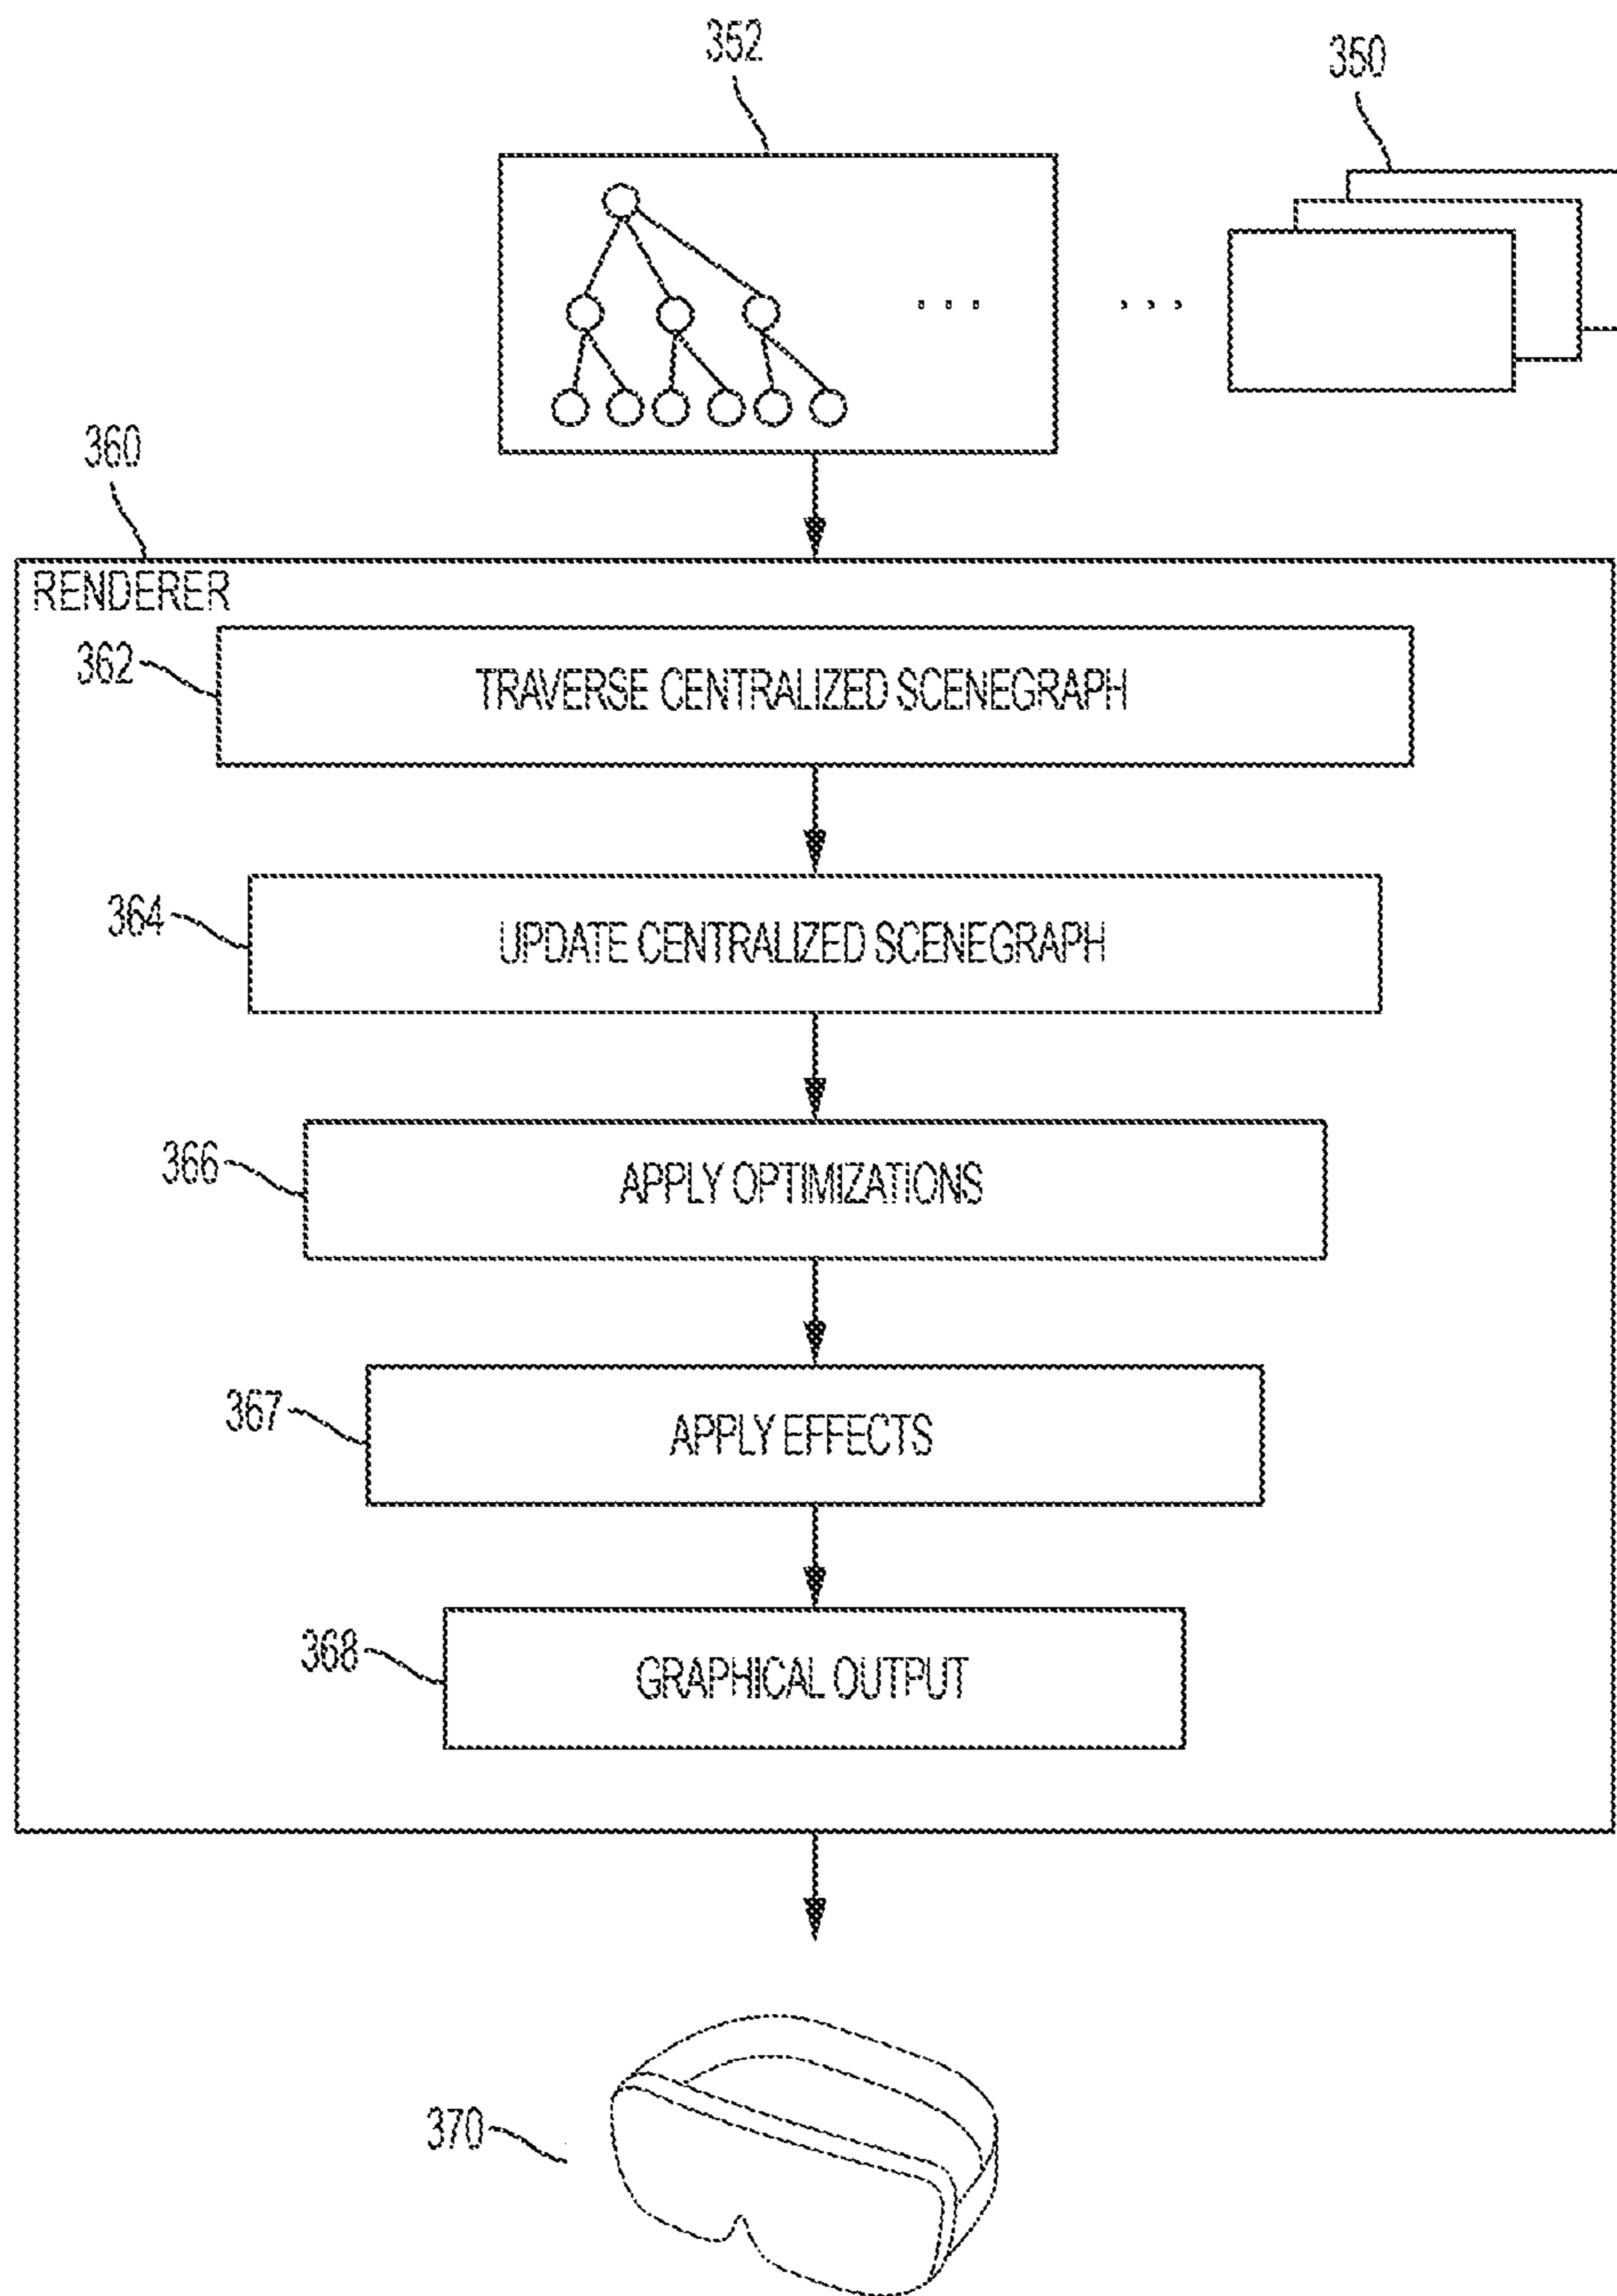 352
350
360
RENDERER
362
TRAVERSE CENTRALIZED SCENEGRAPH
364
UPDATE CENTRALIZED SCENEGRAPH
366
APPLY OPTIMIZATIONS
367
APPLY EFFECTS
368
GRAPHICAL OUTPUT
370